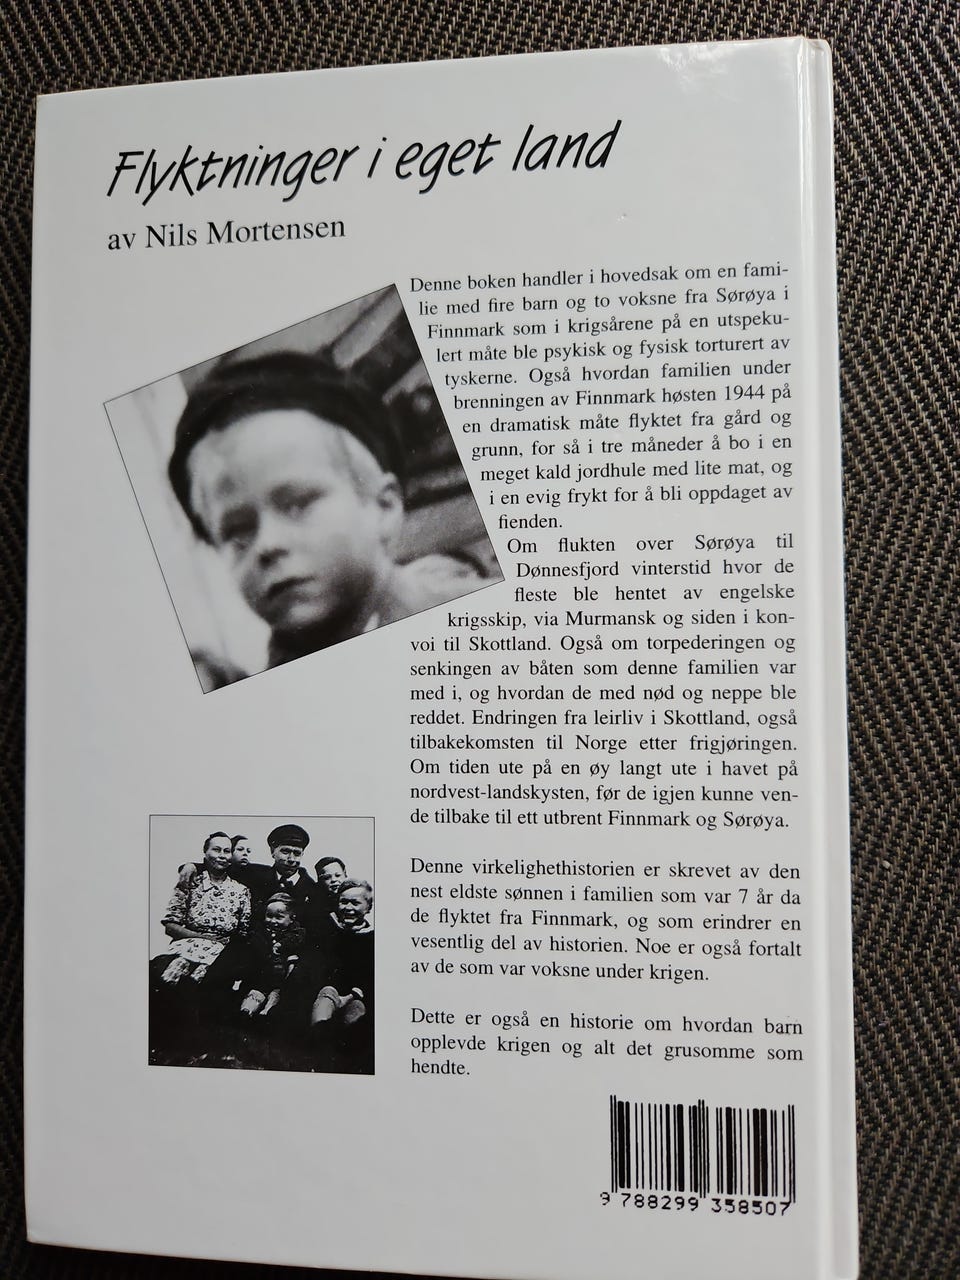 Flyktninger i eget land
av Nils Mortensen
Denne boken handler i hovedsak om en fami-
lie med fire barn og to voksne fra Sørøya i
Finnmark som i krigsårene på en utspeku-
lert måte ble psykisk og fysisk torturert av
tyskerne. Også hvordan familien under
brenningen av Finnmark høsten 1944 på
en dramatisk måte flyktet fra gård og
grunn, for så i tre måneder å bo i en
meget kald jordhule med lite mat, og
i en evig frykt for å bli oppdaget av
fienden.
Om flukten over Sørøya til
Dønnesfjord vinterstid hvor de
fleste ble hentet av engelske
krigsskip, via Murmansk og siden i kon-
voi til Skottland. Også om torpederingen og
senkingen av båten som denne familien var
med i, og hvordan de med nød og neppe ble
reddet. Endringen fra leirliv i Skottland, også
tilbakekomsten til Norge etter frigjøringen.
Om tiden ute på en øy langt ute i havet på
nordvest-landskysten, før de igjen kunne ven-
de tilbake til ett utbrent Finnmark og Sørøya.
Denne virkelighethistorien er skrevet av den
nest eldste sønnen i familien som var 7 år da
de flyktet fra Finnmark, og som erindrer en
vesentlig del av historien. Noe er også fortalt
av de som var voksne under krigen.
Dette er også en historie om hvordan barn
opplevde krigen og alt det grusomme som
hendte.
9 788299 358507